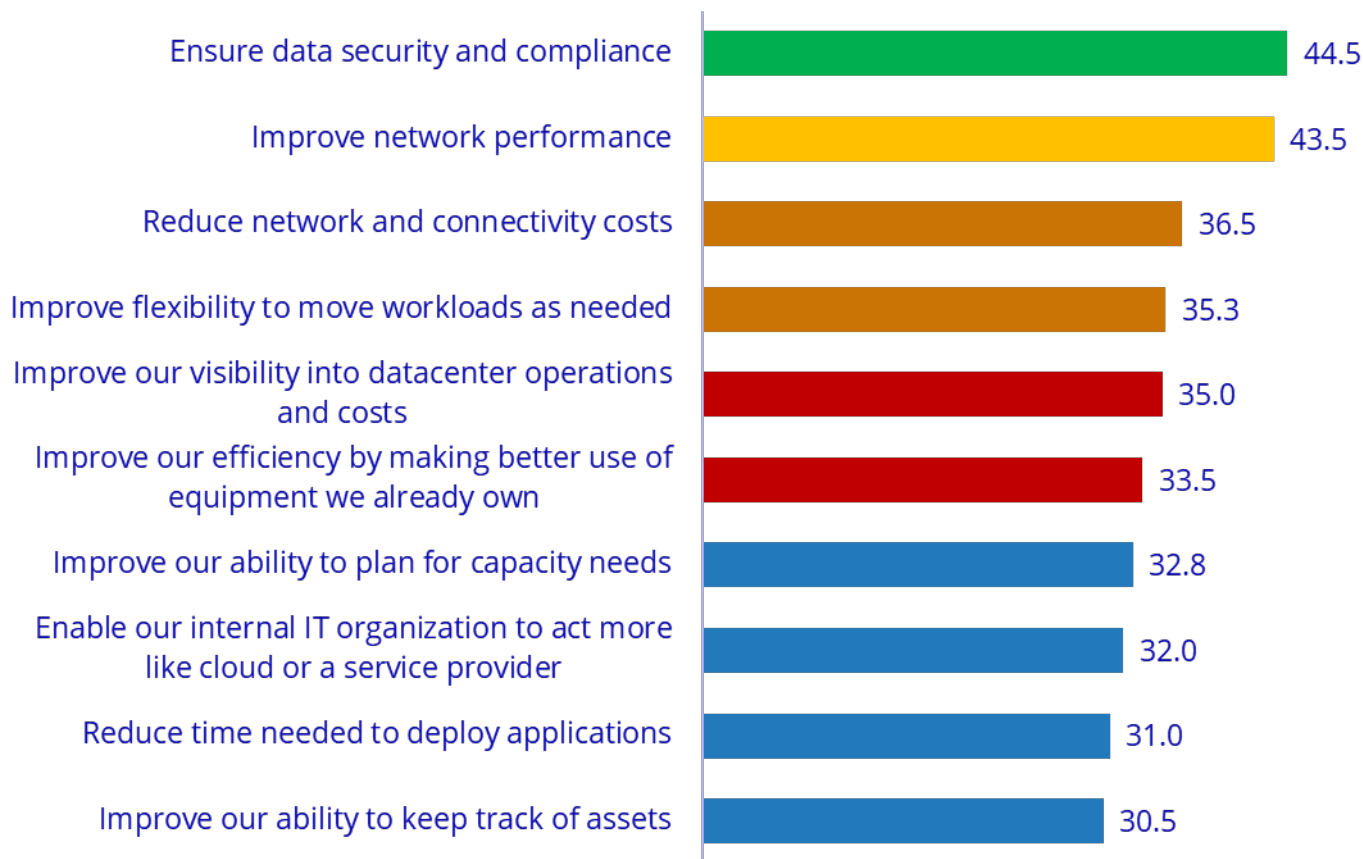 Ensure data security and compliance 44.5
Improve network performance 43.5
Reduce network and connectivity costs 36.5
Improve flexibility to move workloads as needed 35.3
Improve our visibility into datacenter operations
and costs 35.0
Improve our efficiency by making better use of
equipment we already own 33.5
Improve our ability to plan for capacity needs 32.8
Enable our internal IT organization to act more
like cloud or a service provider 32.0
Reduce time needed to deploy applications 31.0
Improve our ability to keep track of assets 30.5